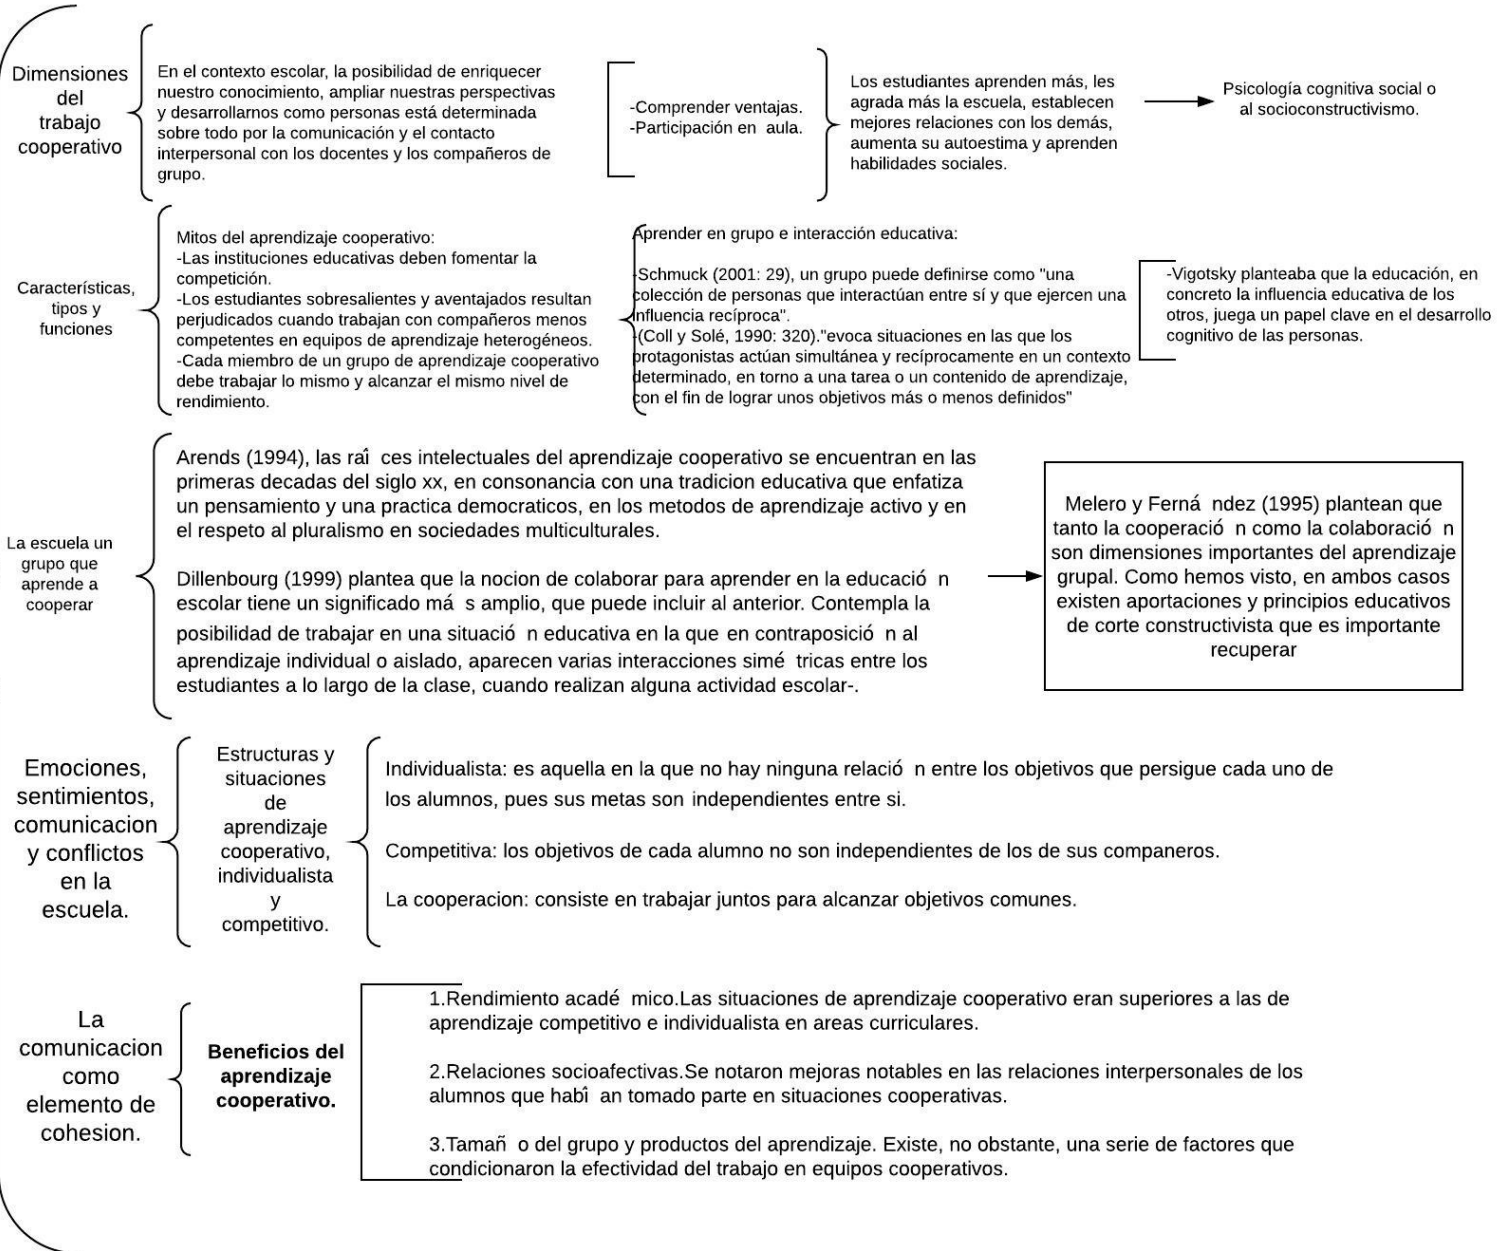 Dimensiones
del
trabajo
cooperativo
En el contexto escolar, la posibilidad de enriquecer
nuestro conocimiento, ampliar nuestras perspectivas
y desarrollarnos como personas está determinada
sobre todo por la comunicación y el contacto
interpersonal con los docentes y los compañeros de
grupo.
-Comprender ventajas.
-Participación en aula.
Los estudiantes aprenden más, les
agrada más la escuela, establecen
mejores relaciones con los demás,
aumenta su autoestima y aprenden
habilidades sociales.
Psicología cognitiva social o
al socioconstructivismo.
Características,
tipos y
funciones
Mitos del aprendizaje cooperativo:
-Las instituciones educativas deben fomentar la
competición.
-Los estudiantes sobresalientes y aventajados resultan
perjudicados cuando trabajan con compañeros menos
competentes en equipos de aprendizaje heterogéneos.
-Cada miembro de un grupo de aprendizaje cooperativo
debe trabajar lo mismo y alcanzar el mismo nivel de
rendimiento.
Aprender en grupo e interacción educativa:
-Schmuck (2001: 29), un grupo puede definirse como "una
colección de personas que interactúan entre sí y que ejercen una
influencia recíproca".
-(Coll y Solé, 1990: 320)."evoca situaciones en las que los
protagonistas actúan simultánea y recíprocamente en un contexto
determinado, en torno a una tarea o un contenido de aprendizaje,
con el fin de lograr unos objetivos más o menos definidos"
-Vigotsky planteaba que la educación, en
concreto la influencia educativa de los
otros, juega un papel clave en el desarrollo
cognitivo de las personas.
La escuela un
grupo que
aprende a
cooperar
Arends (1994), las raí ces intelectuales del aprendizaje cooperativo se encuentran en las
primeras decadas del siglo xx, en consonancia con una tradicion educativa que enfatiza
un pensamiento y una practica democraticos, en los metodos de aprendizaje activo y en
el respeto al pluralismo en sociedades multiculturales.
Dillenbourg (1999) plantea que la nocion de colaborar para aprender en la educació n
escolar tiene un significado má s amplio, que puede incluir al anterior. Contempla la
posibilidad de trabajar en una situació n educativa en la que en contraposició n al
aprendizaje individual o aislado, aparecen varias interacciones simé tricas entre los
estudiantes a lo largo de la clase, cuando realizan alguna actividad escolar-.
Melero y Ferná ndez (1995) plantean que
tanto la cooperació n como la colaboració n
son dimensiones importantes del aprendizaje
grupal. Como hemos visto, en ambos casos
existen aportaciones y principios educativos
de corte constructivista que es importante
recuperar
Emociones,
sentimientos,
comunicacion
y conflictos
en la
escuela.
Estructuras y
situaciones
de
aprendizaje
cooperativo,
individualista
y
competitivo.
Individualista: es aquella en la que no hay ninguna relació n entre los objetivos que persigue cada uno de
los alumnos, pues sus metas son independientes entre si.
Competitiva: los objetivos de cada alumno no son independientes de los de sus companeros.
La cooperacion: consiste en trabajar juntos para alcanzar objetivos comunes.
La
comunicacion
como
elemento de
cohesion.
Beneficios del
aprendizaje
cooperativo.
1.Rendimiento acadé mico.Las situaciones de aprendizaje cooperativo eran superiores a las de
aprendizaje competitivo e individualista en areas curriculares.
2.Relaciones socioafectivas.Se notaron mejoras notables en las relaciones interpersonales de los
alumnos que habí an tomado parte en situaciones cooperativas.
3.Tamañ o del grupo y productos del aprendizaje. Existe, no obstante, una serie de factores que
condicionaron la efectividad del trabajo en equipos cooperativos.